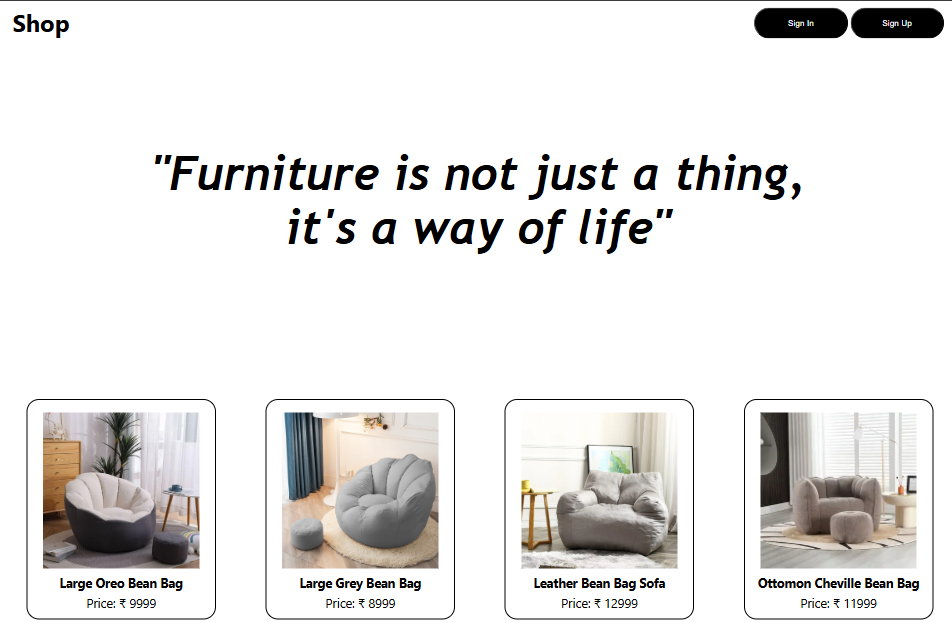 Shop
Sign In
Sign Up
"Furniture is not just a thing,
it's a way of life"
Large Oreo Bean Bag
Price: ₹ 9999
Large Grey Bean Bag
Price: ₹ 8999
Leather Bean Bag Sofa
Price: ₹ 12999
Ottomon Cheville Bean Bag
Price: ₹ 11999